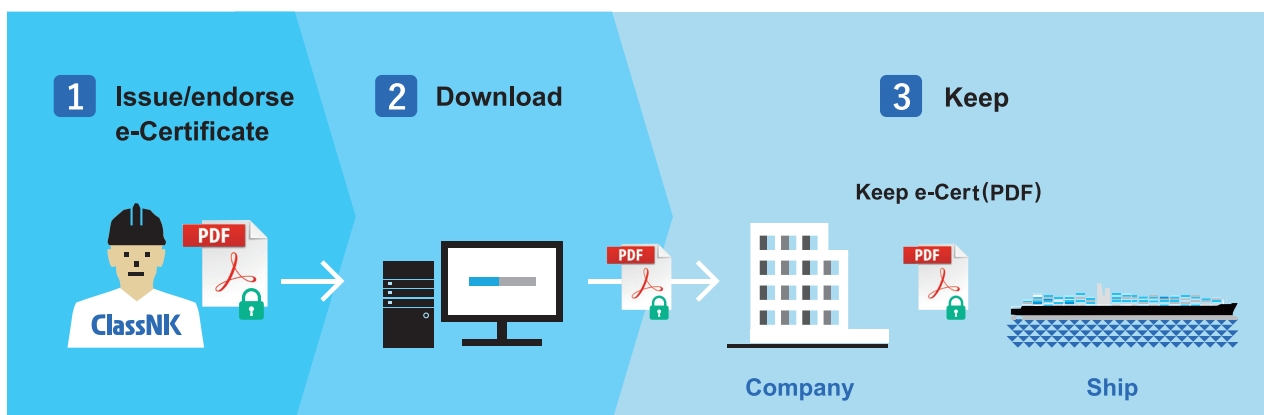 1
Issue/endorse
e-Certificate
PDF
ClassNK
2
Download
PDF
3
Keep
Keep e-Cert(PDF)
PDF
Company
Ship